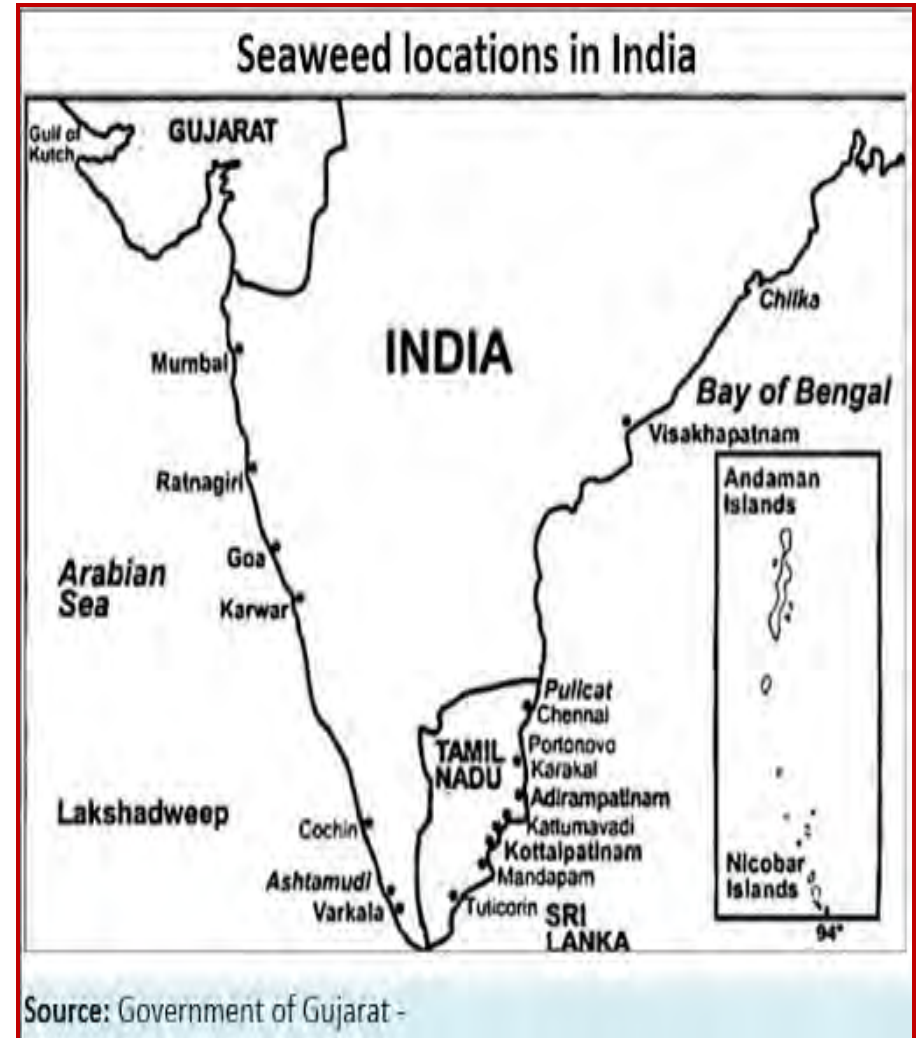 Seaweed locations in India
Gulf of
Kutch
GUJARAT
INDIA
Chilka
Mumbai
Bay of Bengal
Visakhapatnam
Ratnagiri
Andaman
Islands
Goa
Arabian
Sea
Karwar
Pulicat
Chennai
TAMIL
NADU
Portonovo
Karakal
Adirampatinam
Lakshadweep
Cochin
Kattumavadi
Kottaipatinam
Mandapam
Nicobar
Islands
Ashtamudi
Varkala
Tuticorin
SRI
LANKA
94°
Source: Government of Gujarat -